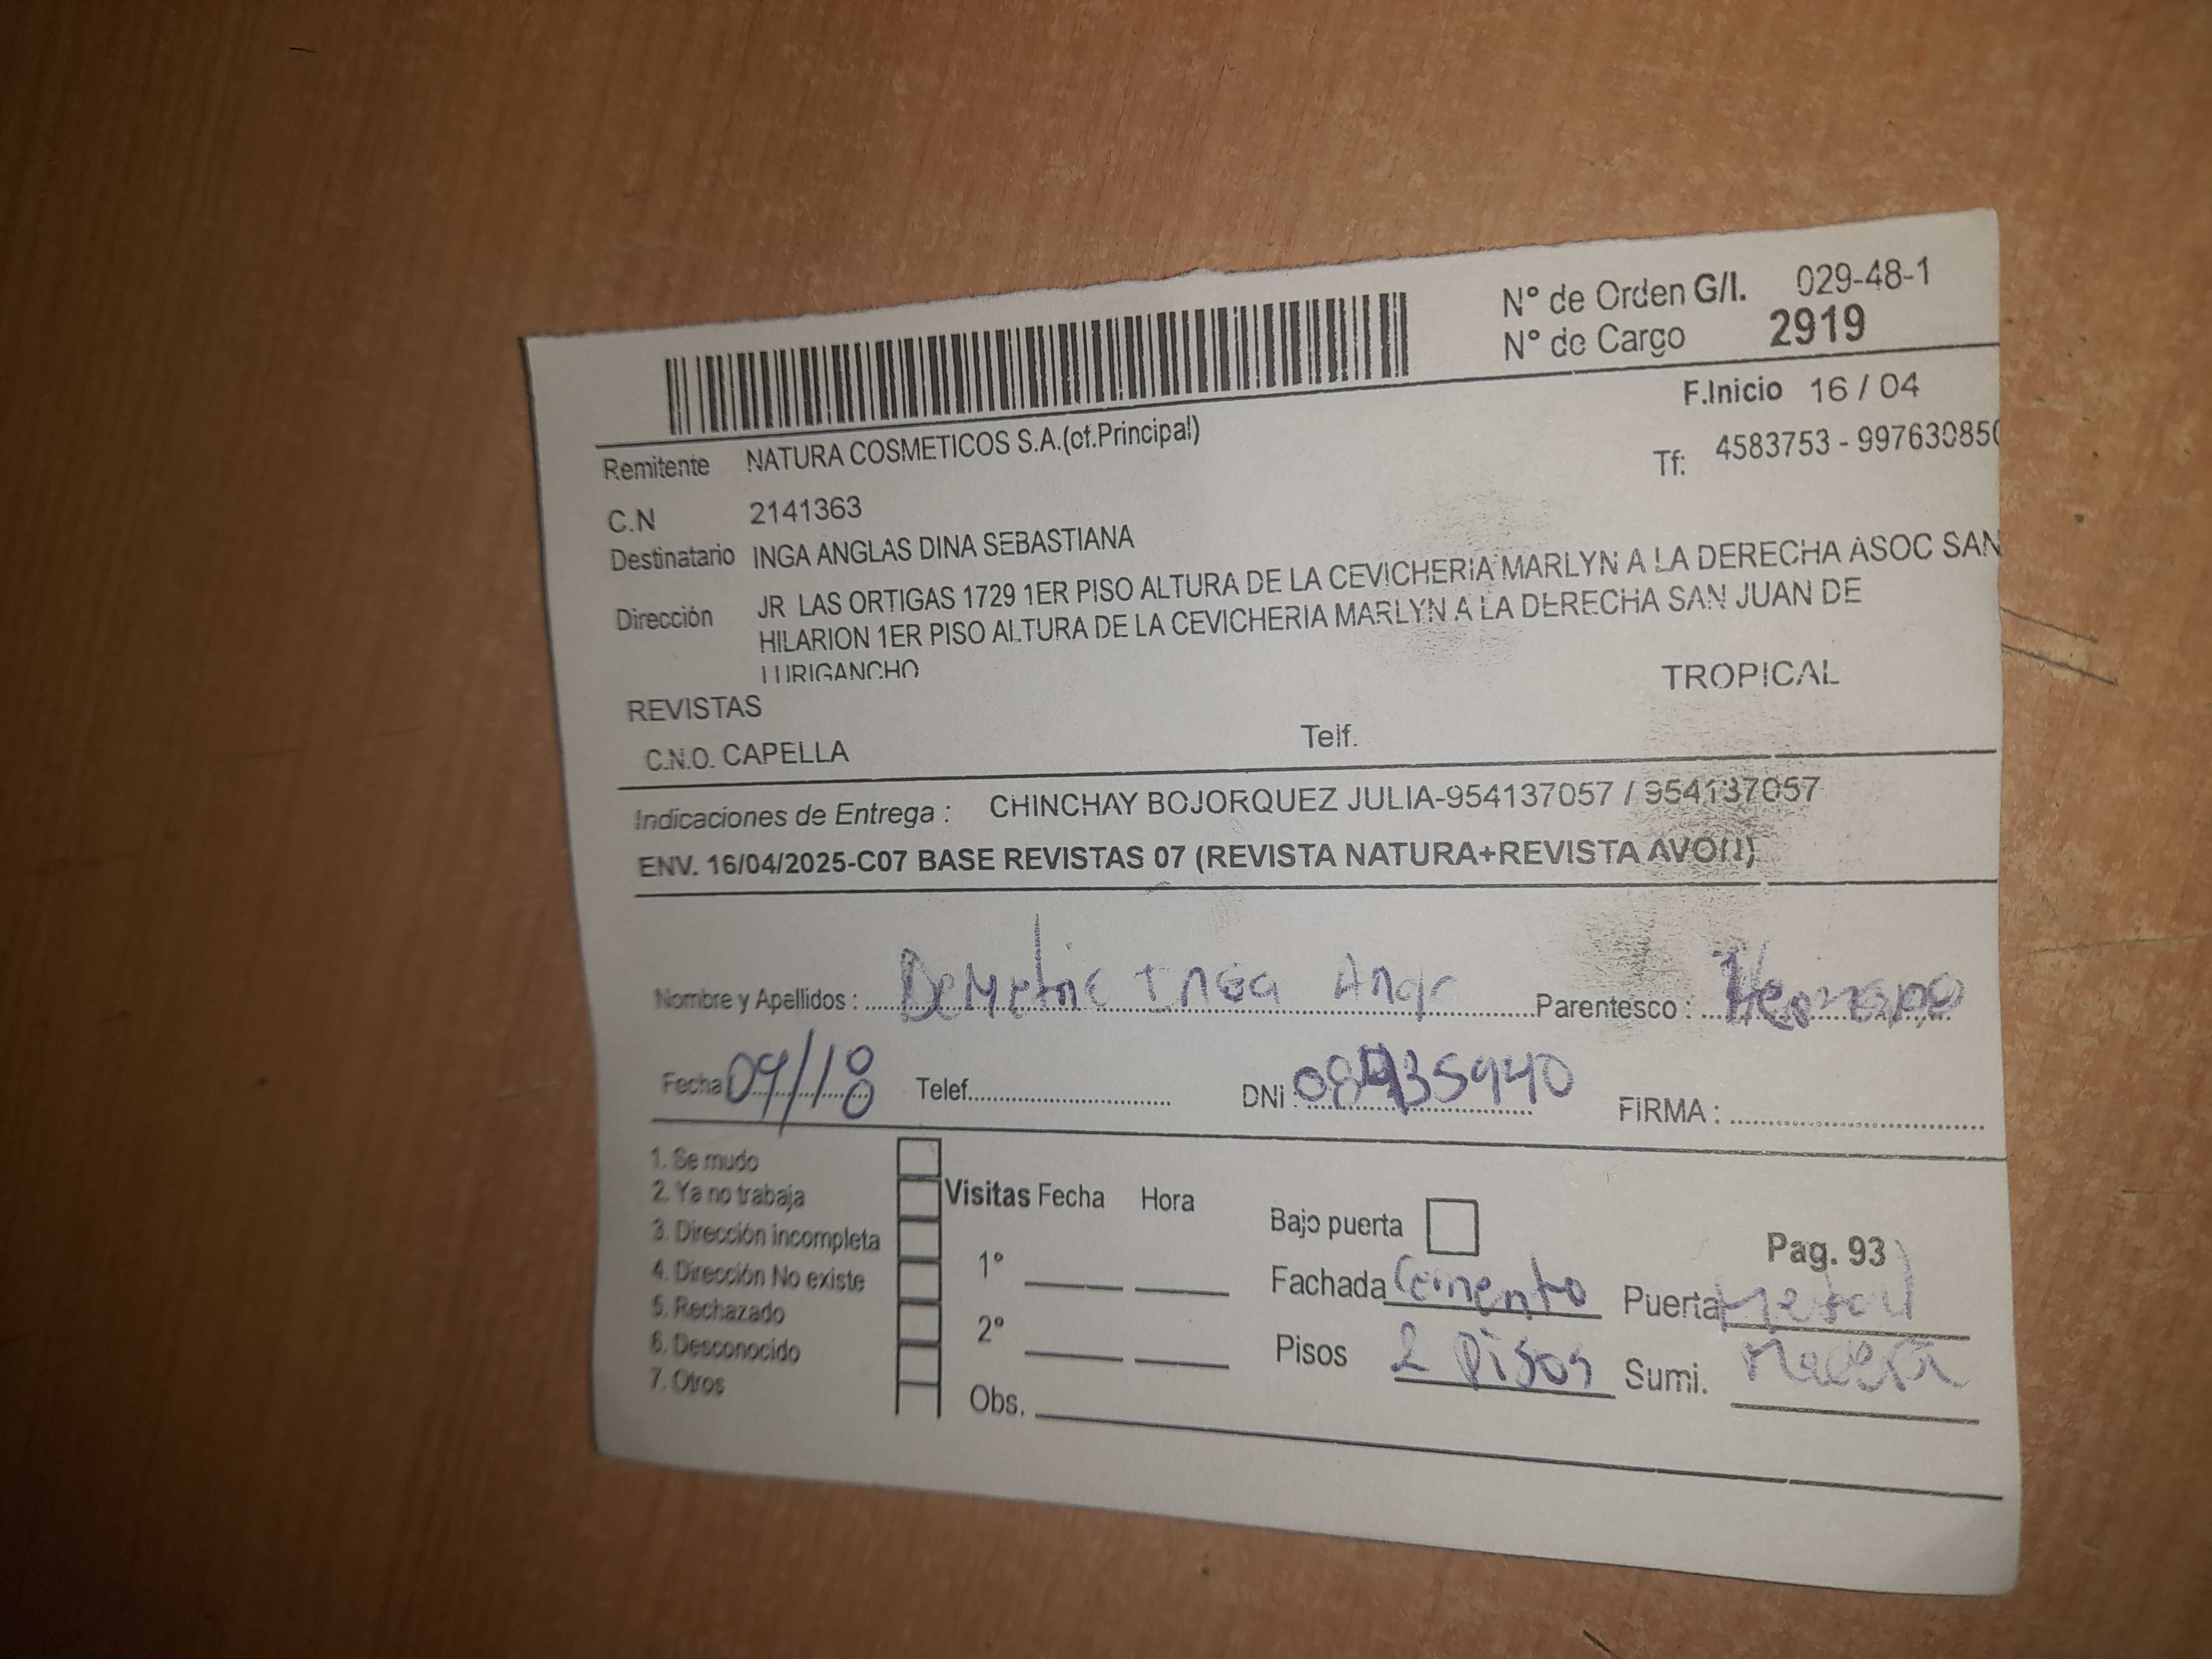 N° de Orden G/I. 029-48-1
N° de Cargo 2919
F.Inicio 16 / 04
Remitente NATURA COSMETICOS S.A.(of.Principal)
Tf: 4583753 - 99763085
C.N 2141363
Destinatario INGA ANGLAS DINA SEBASTIANA
Dirección JR LAS ORTIGAS 1729 1ER PISO ALTURA DE LA CEVICHERIA MARLYN A LA DERECHA ASOC SAN
HILARION 1ER PISO ALTURA DE LA CEVICHERIA MARLYN A LA DERECHA SAN JUAN DE
LURIGANCHO
TROPICAL
REVISTAS
C.N.O. CAPELLA Telf.
Indicaciones de Entrega : CHINCHAY BOJORQUEZ JULIA-954137057 / 954137057
ENV. 16/04/2025-C07 BASE REVISTAS 07 (REVISTA NATURA+REVISTA AVON)
Nombre y Apellidos : Inga Parentesco : Hermano
Fecha 09/18 Telef. DNi : FIRMA :
1. Se mudo
2. Ya no trabaja
3. Dirección incompleta
4. Dirección No existe
5. Rechazado
6. Desconocido
7. Otros
Visitas Fecha Hora
1°
2°
Obs.
Bajo puerta
Pag. 93
Fachada Cemento Puerta Metal
Pisos 2 Pisos Sumi. Madera